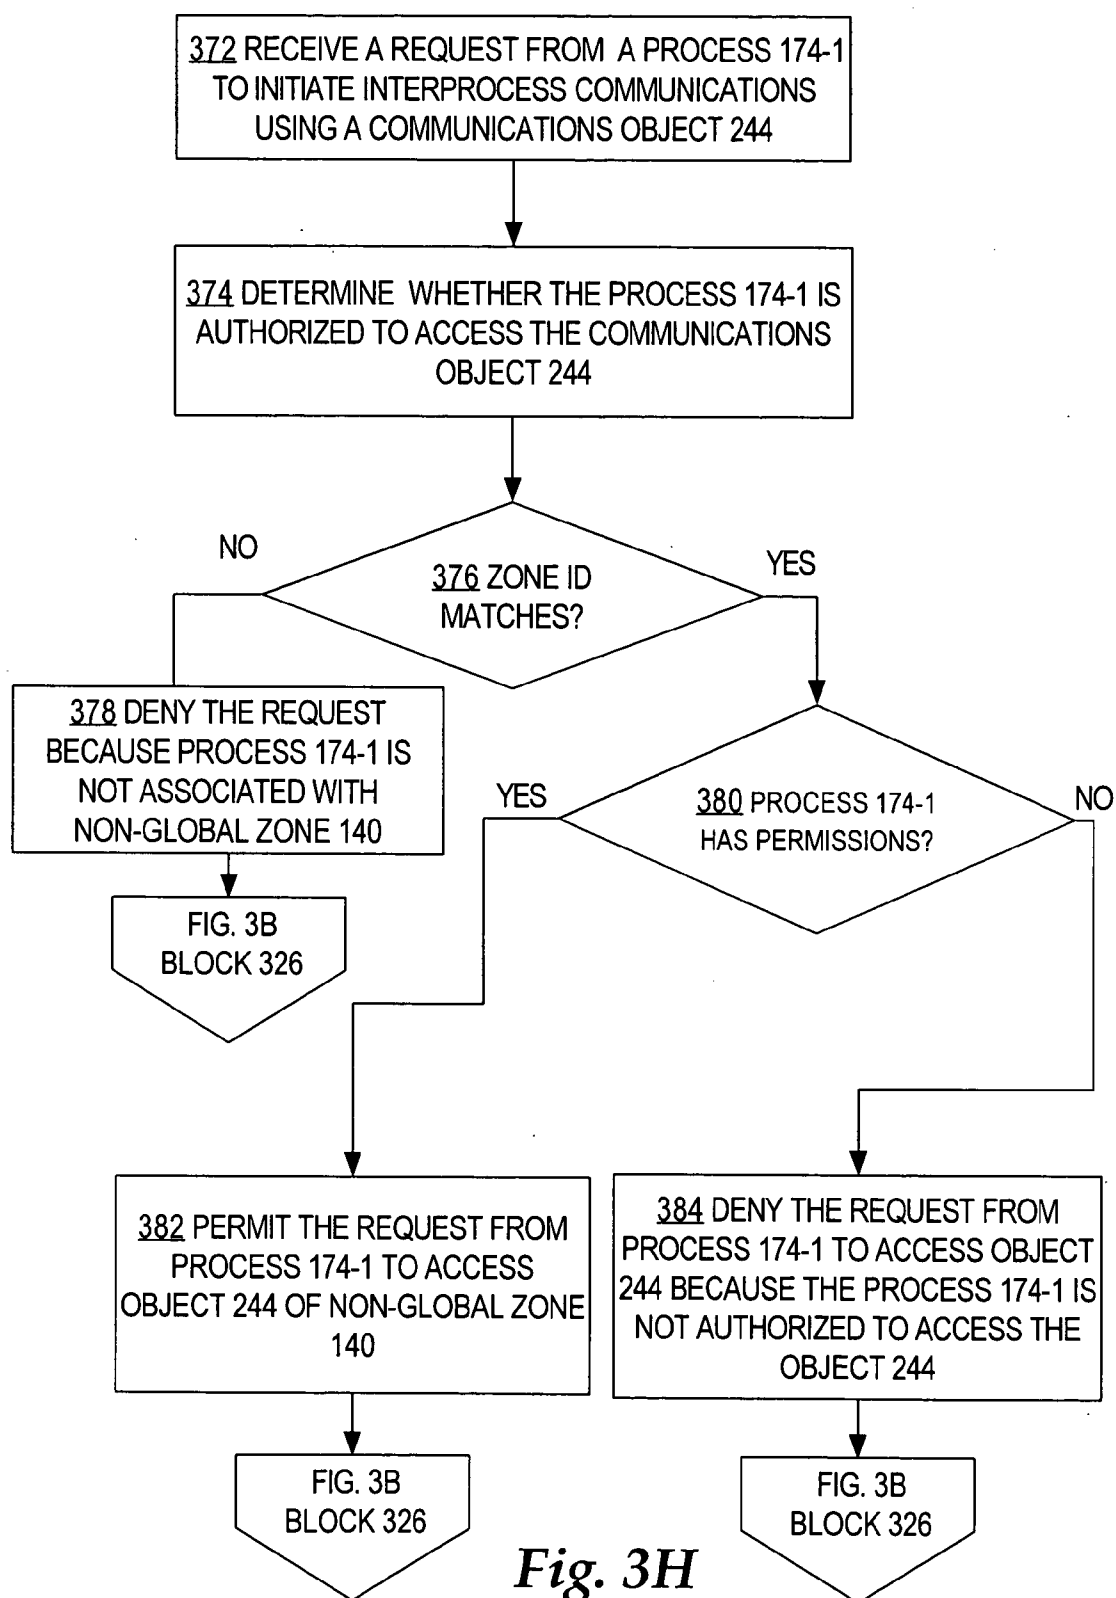 372 RECEIVE A REQUEST FROM A PROCESS 174-1
TO INITIATE INTERPROCESS COMMUNICATIONS
USING A COMMUNICATIONS OBJECT 244
374 DETERMINE WHETHER THE PROCESS 174-1 IS
AUTHORIZED TO ACCESS THE COMMUNICATIONS
OBJECT 244
NO
YES
376 ZONE ID
MATCHES?
378 DENY THE REQUEST
BECAUSE PROCESS 174-1 IS
NOT ASSOCIATED WITH
NON-GLOBAL ZONE 140
YES
380 PROCESS 174-1
HAS PERMISSIONS?
NO
FIG. 3B
BLOCK 326
382 PERMIT THE REQUEST FROM
PROCESS 174-1 TO ACCESS
OBJECT 244 OF NON-GLOBAL ZONE
140
384 DENY THE REQUEST FROM
PROCESS 174-1 TO ACCESS OBJECT
244 BECAUSE THE PROCESS 174-1 IS
NOT AUTHORIZED TO ACCESS THE
OBJECT 244
FIG. 3B
BLOCK 326
FIG. 3B
BLOCK 326
Fig. 3H